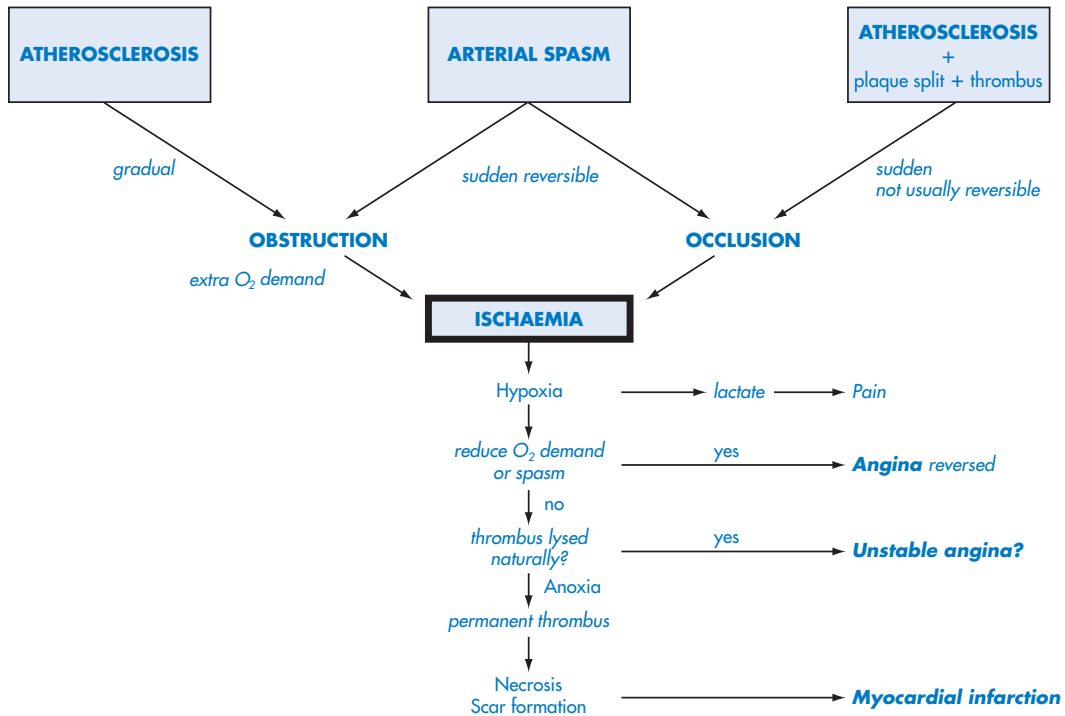 ATHEROSCLEROSIS
ARTERIAL SPASM
ATHEROSCLEROSIS
+
plaque split + thrombus
gradual
sudden reversible
sudden
not usually reversible
OBSTRUCTION
OCCLUSION
extra O₂ demand
ISCHAEMIA
Hypoxia
lactate
Pain
reduce O₂ demand
or spasm
yes
Angina reversed
no
thrombus lysed
naturally?
yes
Unstable angina?
Anoxia
permanent thrombus
Necrosis
Scar formation
Myocardial infarction